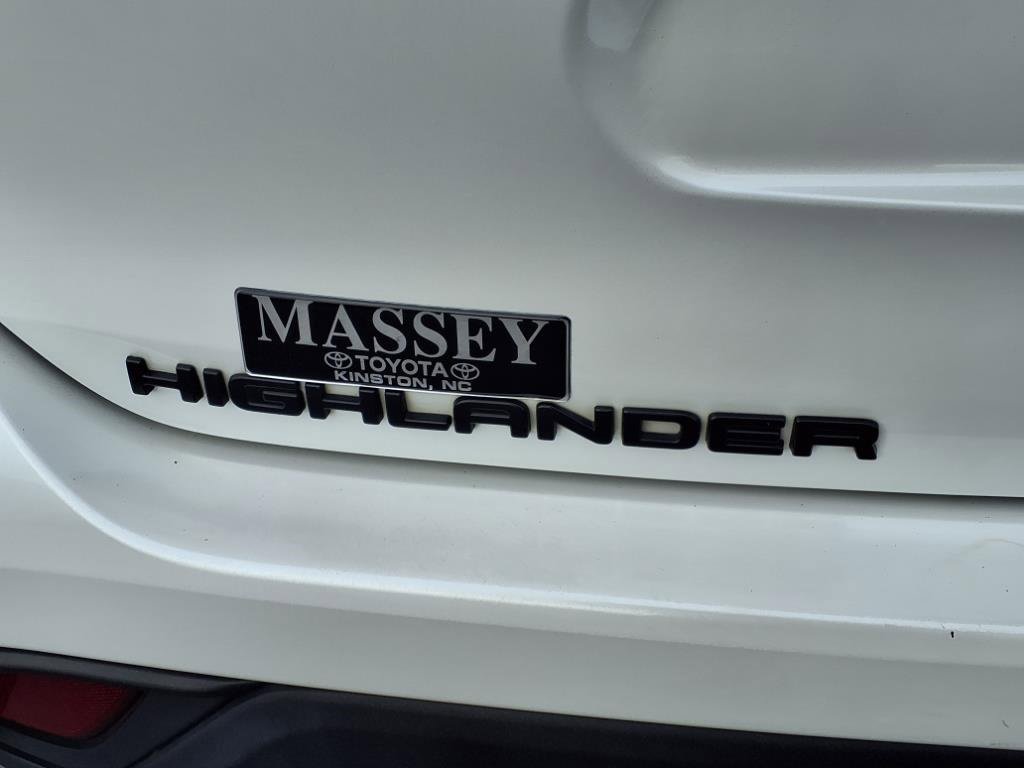 MASSEY
TOYOTA
KINSTON, NC
HIGHLANDER